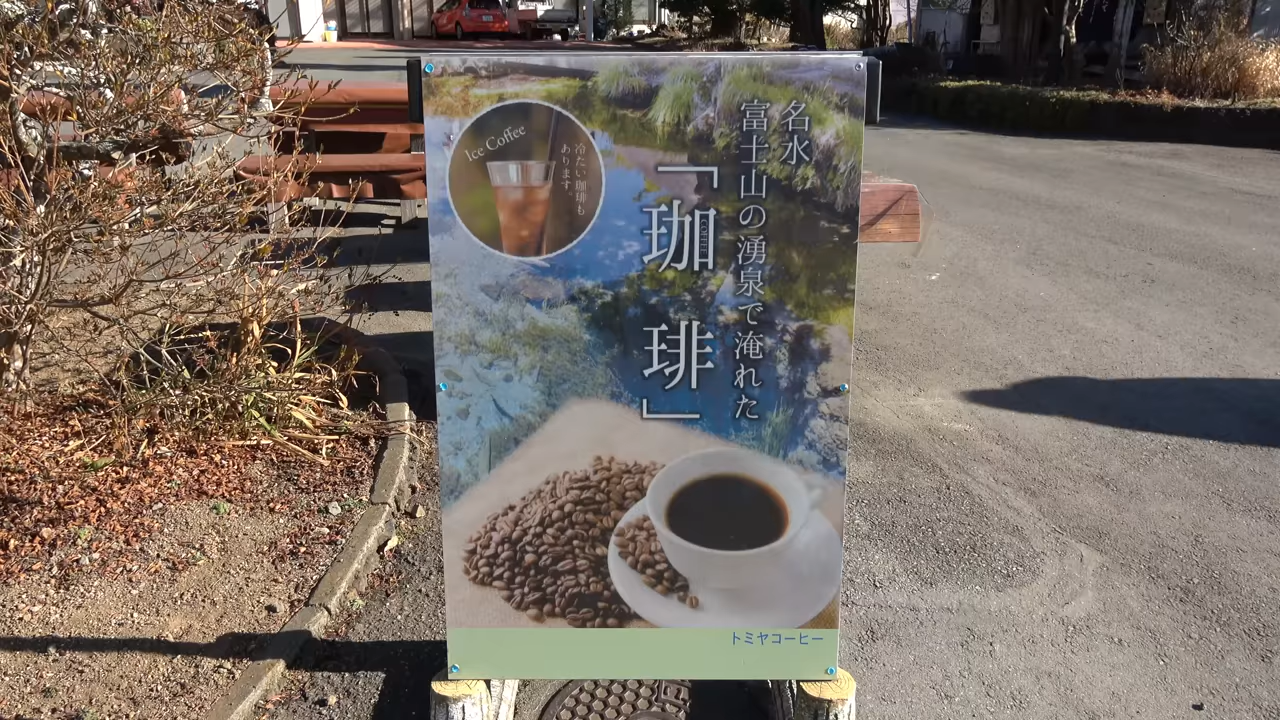 名水
富士山の湧泉で淹れた
「珈琲」
COFFEE
Ice Coffee
冷たい珈琲も
あります。
トミヤコーヒー